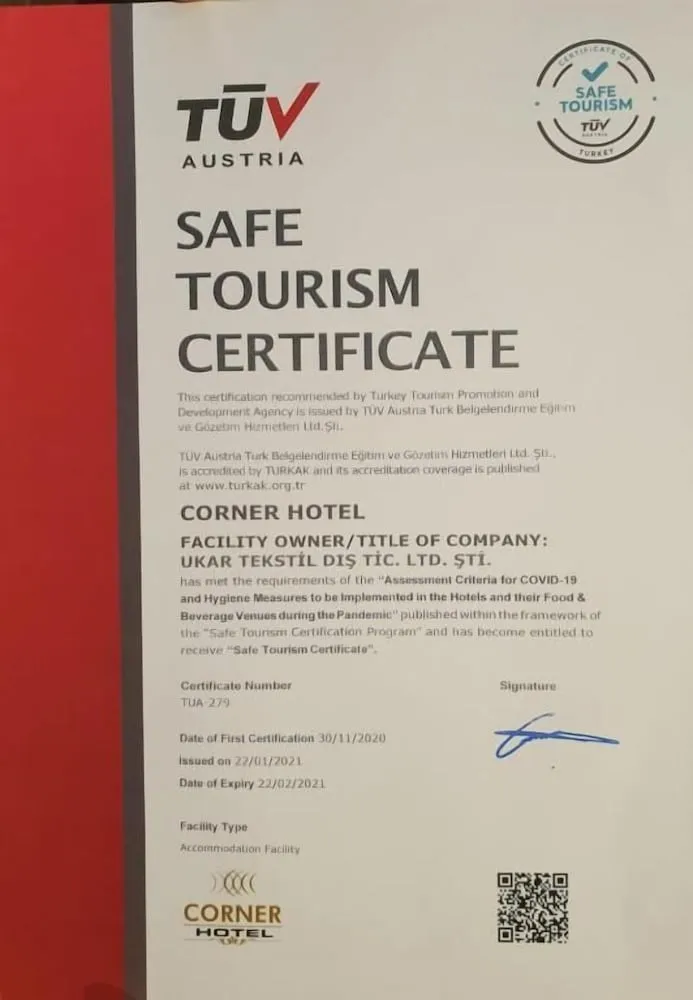 TÜV
AUSTRIA
CERTIFICATE OF
SAFE
TOURISM
TÜV
AUSTRIA
TURKEY
SAFE
TOURISM
CERTIFICATE
This certification recommended by Turkey Tourism Promotion and
Development Agency is issued by TÜV Austria Turk Belgelendirme Eğitim
ve Gözetim Hizmetleri Ltd.Şti.
TÜV Austria Turk Belgelendirme Eğitim ve Gözetim Hizmetleri Ltd. Şti.,
is accredited by TURKAK and its accreditation coverage is published
at www.turkak.org.tr
CORNER HOTEL
FACILITY OWNER/TITLE OF COMPANY:
UKAR TEKSTİL DIŞ TİC. LTD. ŞTİ.
has met the requirements of the "Assessment Criteria for COVID-19
and Hygiene Measures to be Implemented in the Hotels and their Food &
Beverage Venues during the Pandemic" published within the framework of
the "Safe Tourism Certification Program" and has become entitled to
receive "Safe Tourism Certificate".
Certificate Number
TUA-279
Signature
Date of First Certification 30/11/2020
Issued on 22/01/2021
Date of Expiry 22/02/2021
Facility Type
Accommodation Facility
CORNER
HOTEL